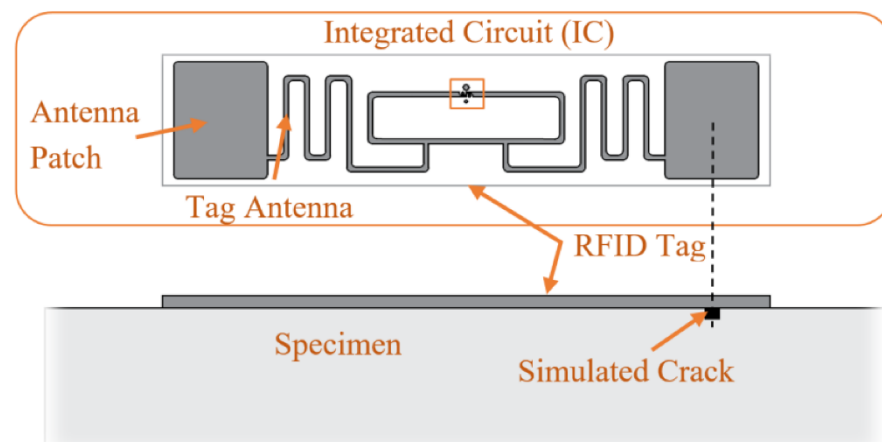 Integrated Circuit (IC)
Antenna
Patch
Tag Antenna
RFID Tag
Specimen
Simulated Crack